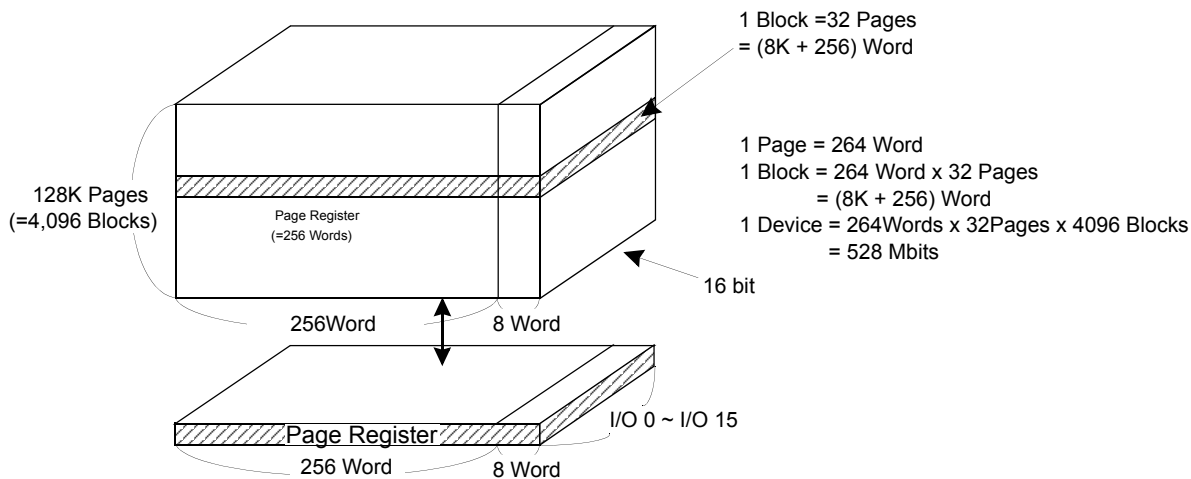 1 Block =32 Pages
= (8K + 256) Word
1 Page = 264 Word
1 Block = 264 Word x 32 Pages
= (8K + 256) Word
1 Device = 264Words x 32Pages x 4096 Blocks
= 528 Mbits
128K Pages
(=4,096 Blocks)
Page Register
(=256 Words)
16 bit
256Word
8 Word
I/O 0 ~ I/O 15
Page Register
256 Word
8 Word